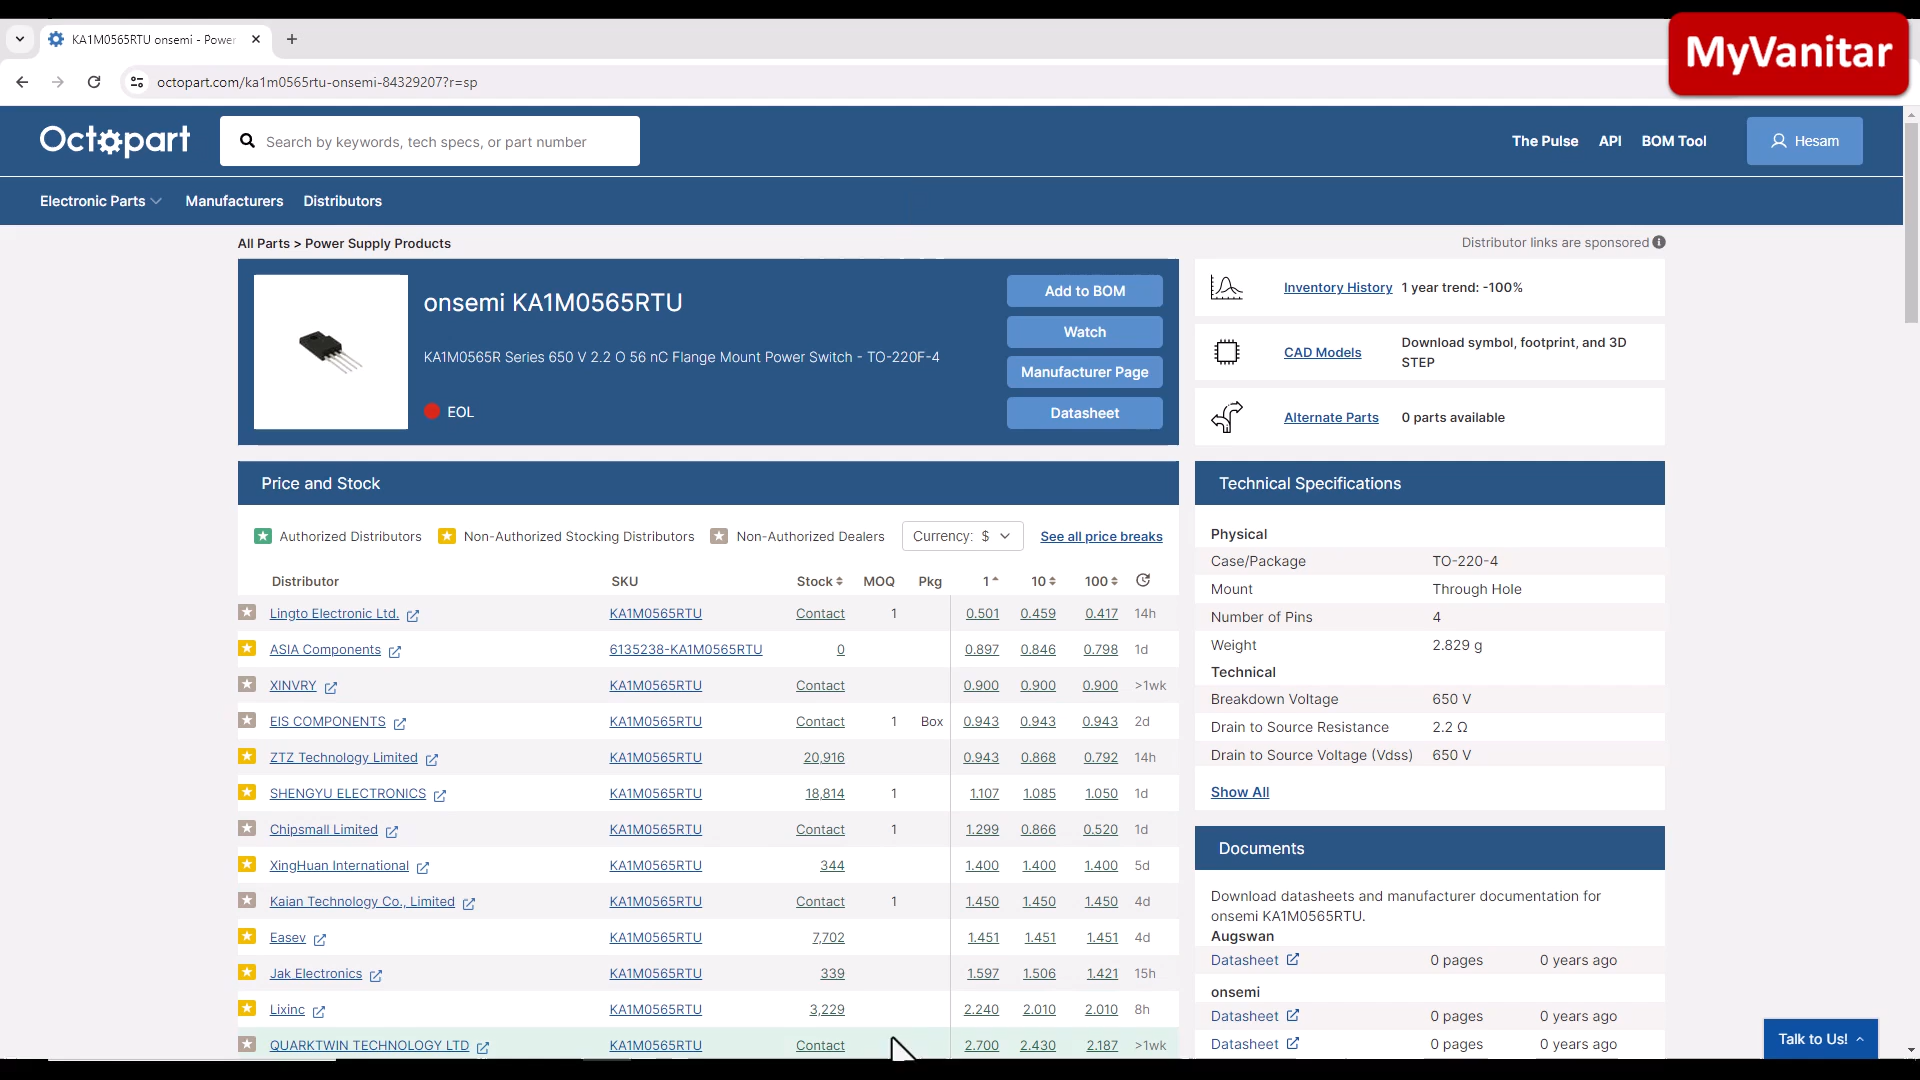 KA1M0565RTU onsemi - Power
MyVanitar
octopart.com/ka1m0565rtu-onsemi-84329207?r=sp
Octopart
Search by keywords, tech specs, or part number
The Pulse API BOM Tool Hesam
Electronic Parts Manufacturers Distributors
All Parts > Power Supply Products
Distributor links are sponsored
onsemi KA1M0565RTU
KA1M0565R Series 650 V 2.2 O 56 nC Flange Mount Power Switch - TO-220F-4
EOL
Add to BOM
Watch
Manufacturer Page
Datasheet
Inventory History 1 year trend: -100%
CAD Models Download symbol, footprint, and 3D
STEP
Alternate Parts 0 parts available
Price and Stock
Authorized Distributors Non-Authorized Stocking Distributors Non-Authorized Dealers Currency: $ See all price breaks
Distributor SKU Stock MOQ Pkg 1 10 100
Lingto Electronic Ltd. KA1M0565RTU Contact 1 0.501 0.459 0.417 14h
ASIA Components 6135238-KA1M0565RTU 0 0.897 0.846 0.798 1d
XINVRY KA1M0565RTU Contact 0.900 0.900 0.900 >1wk
EIS COMPONENTS KA1M0565RTU Contact 1 Box 0.943 0.943 0.943 2d
ZTZ Technology Limited KA1M0565RTU 20,916 0.943 0.868 0.792 14h
SHENGYU ELECTRONICS KA1M0565RTU 18,814 1 1.107 1.085 1.050 1d
Chipsmall Limited KA1M0565RTU Contact 1 1.299 0.866 0.520 1d
XingHuan International KA1M0565RTU 344 1.400 1.400 1.400 5d
Kaian Technology Co., Limited KA1M0565RTU Contact 1 1.450 1.450 1.450 4d
Easev KA1M0565RTU 7,702 1.451 1.451 1.451 4d
Jak Electronics KA1M0565RTU 339 1.597 1.506 1.421 15h
Lixinc KA1M0565RTU 3,229 2.240 2.010 2.010 8h
QUARKTWIN TECHNOLOGY LTD KA1M0565RTU Contact 2.700 2.430 2.187 >1wk
Technical Specifications
Physical
Case/Package TO-220-4
Mount Through Hole
Number of Pins 4
Weight 2.829 g
Technical
Breakdown Voltage 650 V
Drain to Source Resistance 2.2 Ω
Drain to Source Voltage (Vdss) 650 V
Show All
Documents
Download datasheets and manufacturer documentation for
onsemi KA1M0565RTU.
Augswan
Datasheet 0 pages 0 years ago
onsemi
Datasheet 0 pages 0 years ago
Datasheet 0 pages 0 years ago
Talk to Us!